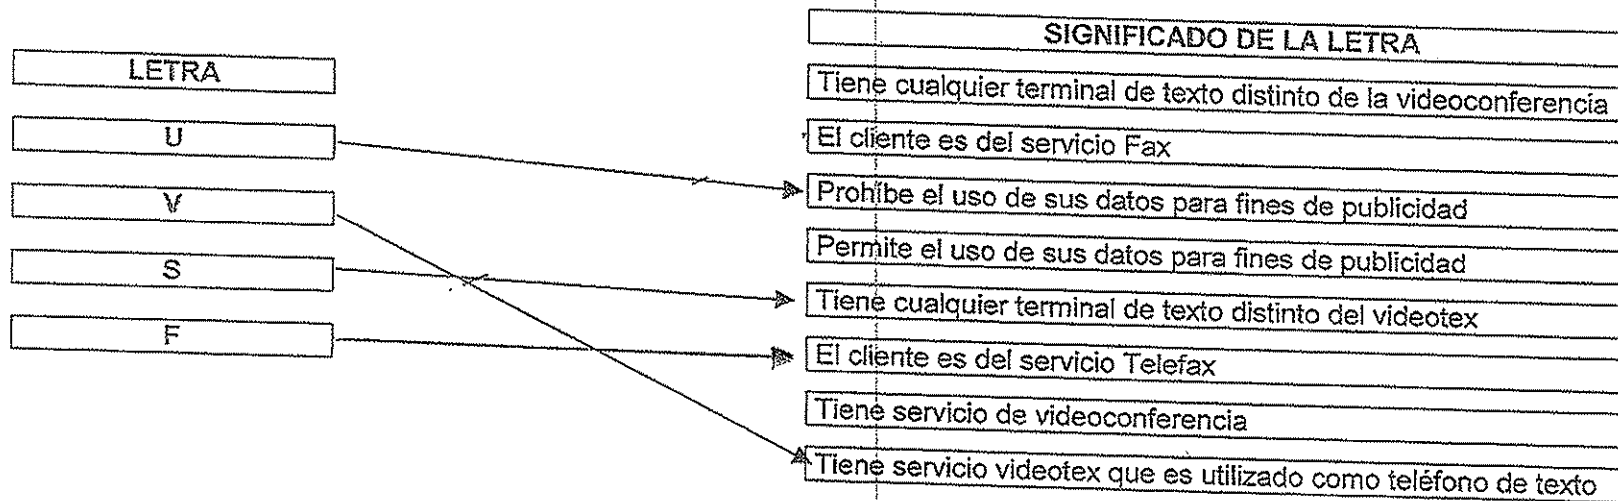 LETRA
U
V
S
F
SIGNIFICADO DE LA LETRA
Tiene cualquier terminal de texto distinto de la videoconferencia
El cliente es del servicio Fax
Prohíbe el uso de sus datos para fines de publicidad
Permite el uso de sus datos para fines de publicidad
Tiene cualquier terminal de texto distinto del videotex
El cliente es del servicio Telefax
Tiene servicio de videoconferencia
Tiene servicio videotex que es utilizado como teléfono de texto